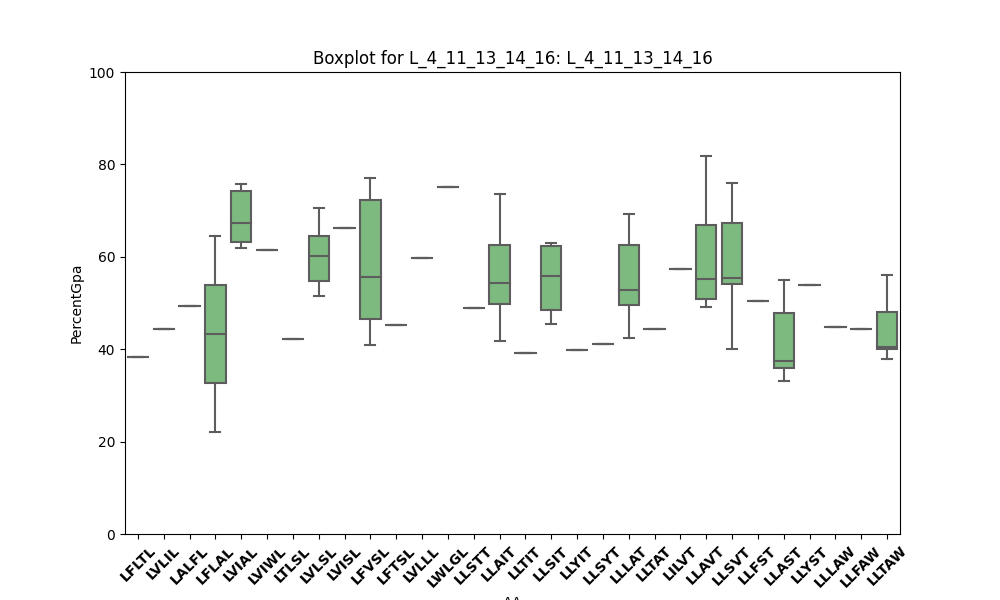 Boxplot for L_4_11_13_14_16: L_4_11_13_14_16
PercentGpa
100
80
60
40
20
0
LFLTL LVLIL LALFL LFLAL LVIAL LVIWL LTLSL LVLSL LVISL LFVSL LFTSL LVLLL LWLGL LLSTT LLAIT LLTIT LLSIT LLYIT LLSYT LLLAT LLTAT LILVT LLAVT LLSVT LLFST LLAST LLYST LLLAW LLFAW LLTAW
AA